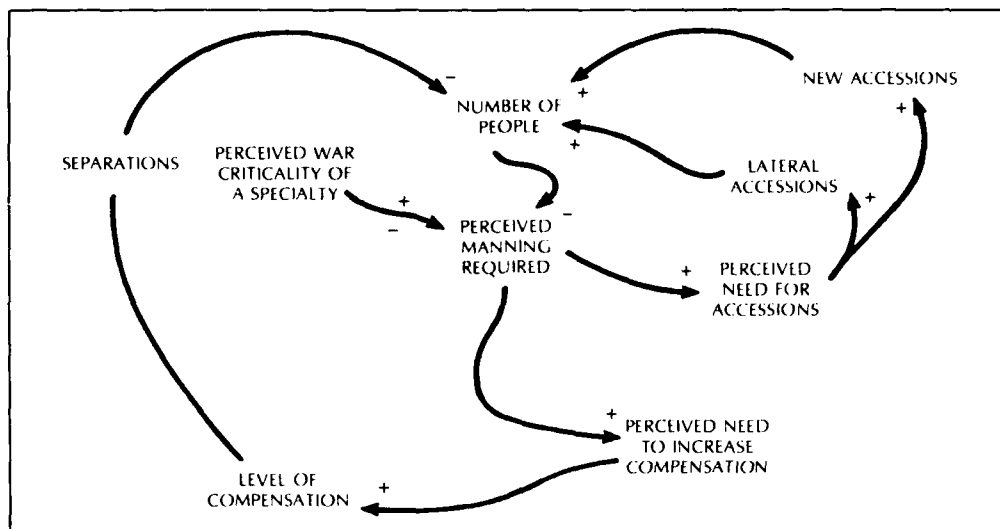 NEW ACCESSIONS
+
−
+
NUMBER OF
PEOPLE
+
SEPARATIONS
PERCEIVED WAR
CRITICALITY OF
A SPECIALTY
LATERAL
ACCESSIONS
+
+
−
PERCEIVED
MANNING
REQUIRED
−
+
PERCEIVED
NEED FOR
ACCESSIONS
+
PERCEIVED NEED
TO INCREASE
COMPENSATION
LEVEL OF
COMPENSATION
+